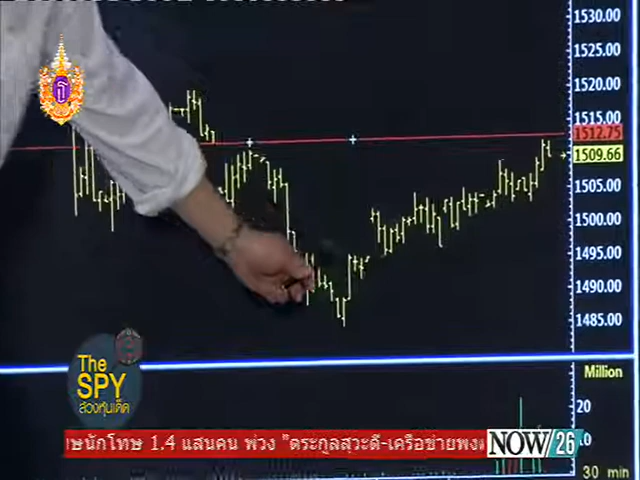 1530.00
1525.00
1520.00
1515.00
1512.75
1509.66
1505.00
1500.00
1495.00
1490.00
1485.00
Million
20
30 min
The
SPY
ล้วงหุ้นเด็ด
ษนักโทษ 1.4 แสนคน พ่วง "ตระกูลสุวะดี-เครือข่ายพงศ์
NOW 26